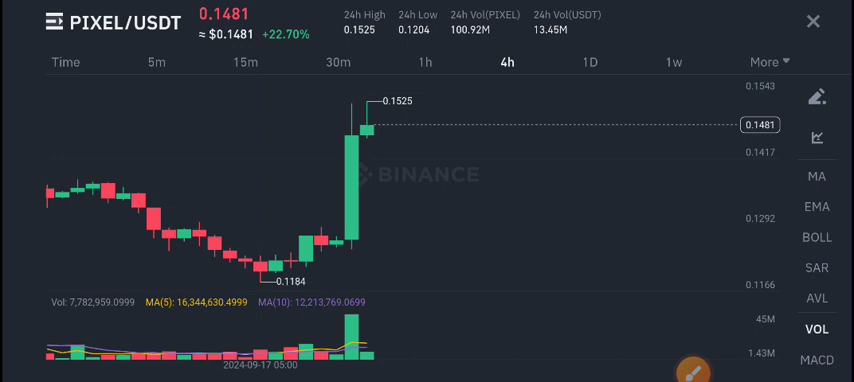 PIXEL/USDT
0.1481
≈ $0.1481 +22.70%
24h High 24h Low 24h Vol(PIXEL) 24h Vol(USDT)
0.1525 0.1204 100.92M 13.45M
Time 5m 15m 30m 1h 4h 1D 1w More
0.1543
0.1525
0.1481
0.1417
BINANCE
0.1292
0.1184
0.1166
MA
EMA
BOLL
SAR
AVL
VOL
MACD
Vol: 7,782,959.0999 MA(5): 16,344,630.4999 MA(10): 12,213,769.0699
45M
1.43M
2024-09-17 05:00